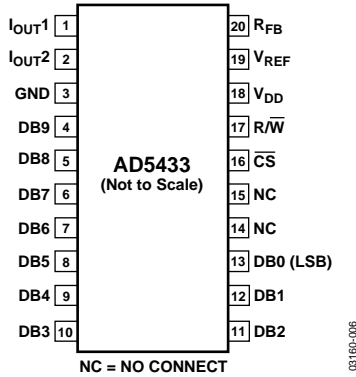 IOUT1 1
IOUT2 2
GND 3
DB9 4
DB8 5
DB7 6
DB6 7
DB5 8
DB4 9
DB3 10
AD5433
(Not to Scale)
20 RFB
19 VREF
18 VDD
17 R/W̅
16 C̅S̅
15 NC
14 NC
13 DB0 (LSB)
12 DB1
11 DB2
NC = NO CONNECT
03160-006